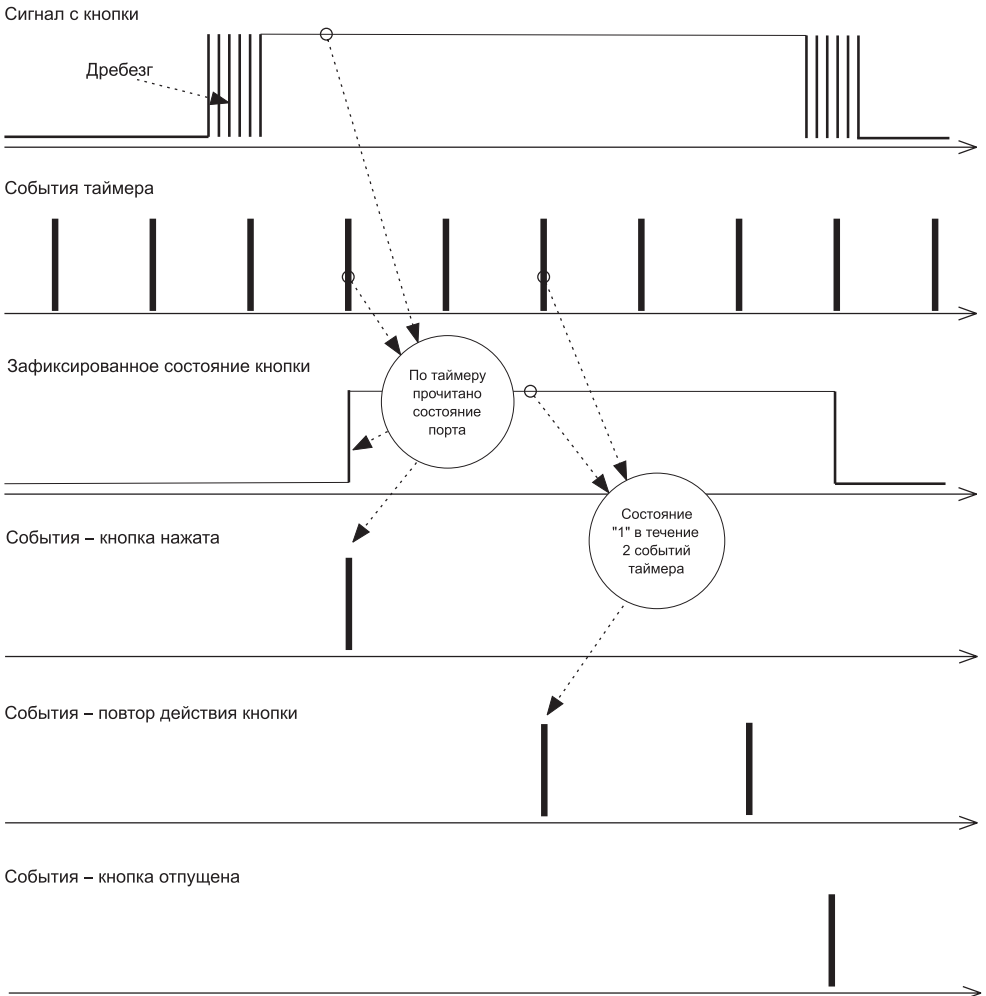 Сигнал с кнопки
Дребезг
События таймера
Зафиксированное состояние кнопки
По таймеру
прочитано
состояние
порта
Состояние
"1" в течение
2 событий
таймера
События – кнопка нажата
События – повтор действия кнопки
События – кнопка отпущена